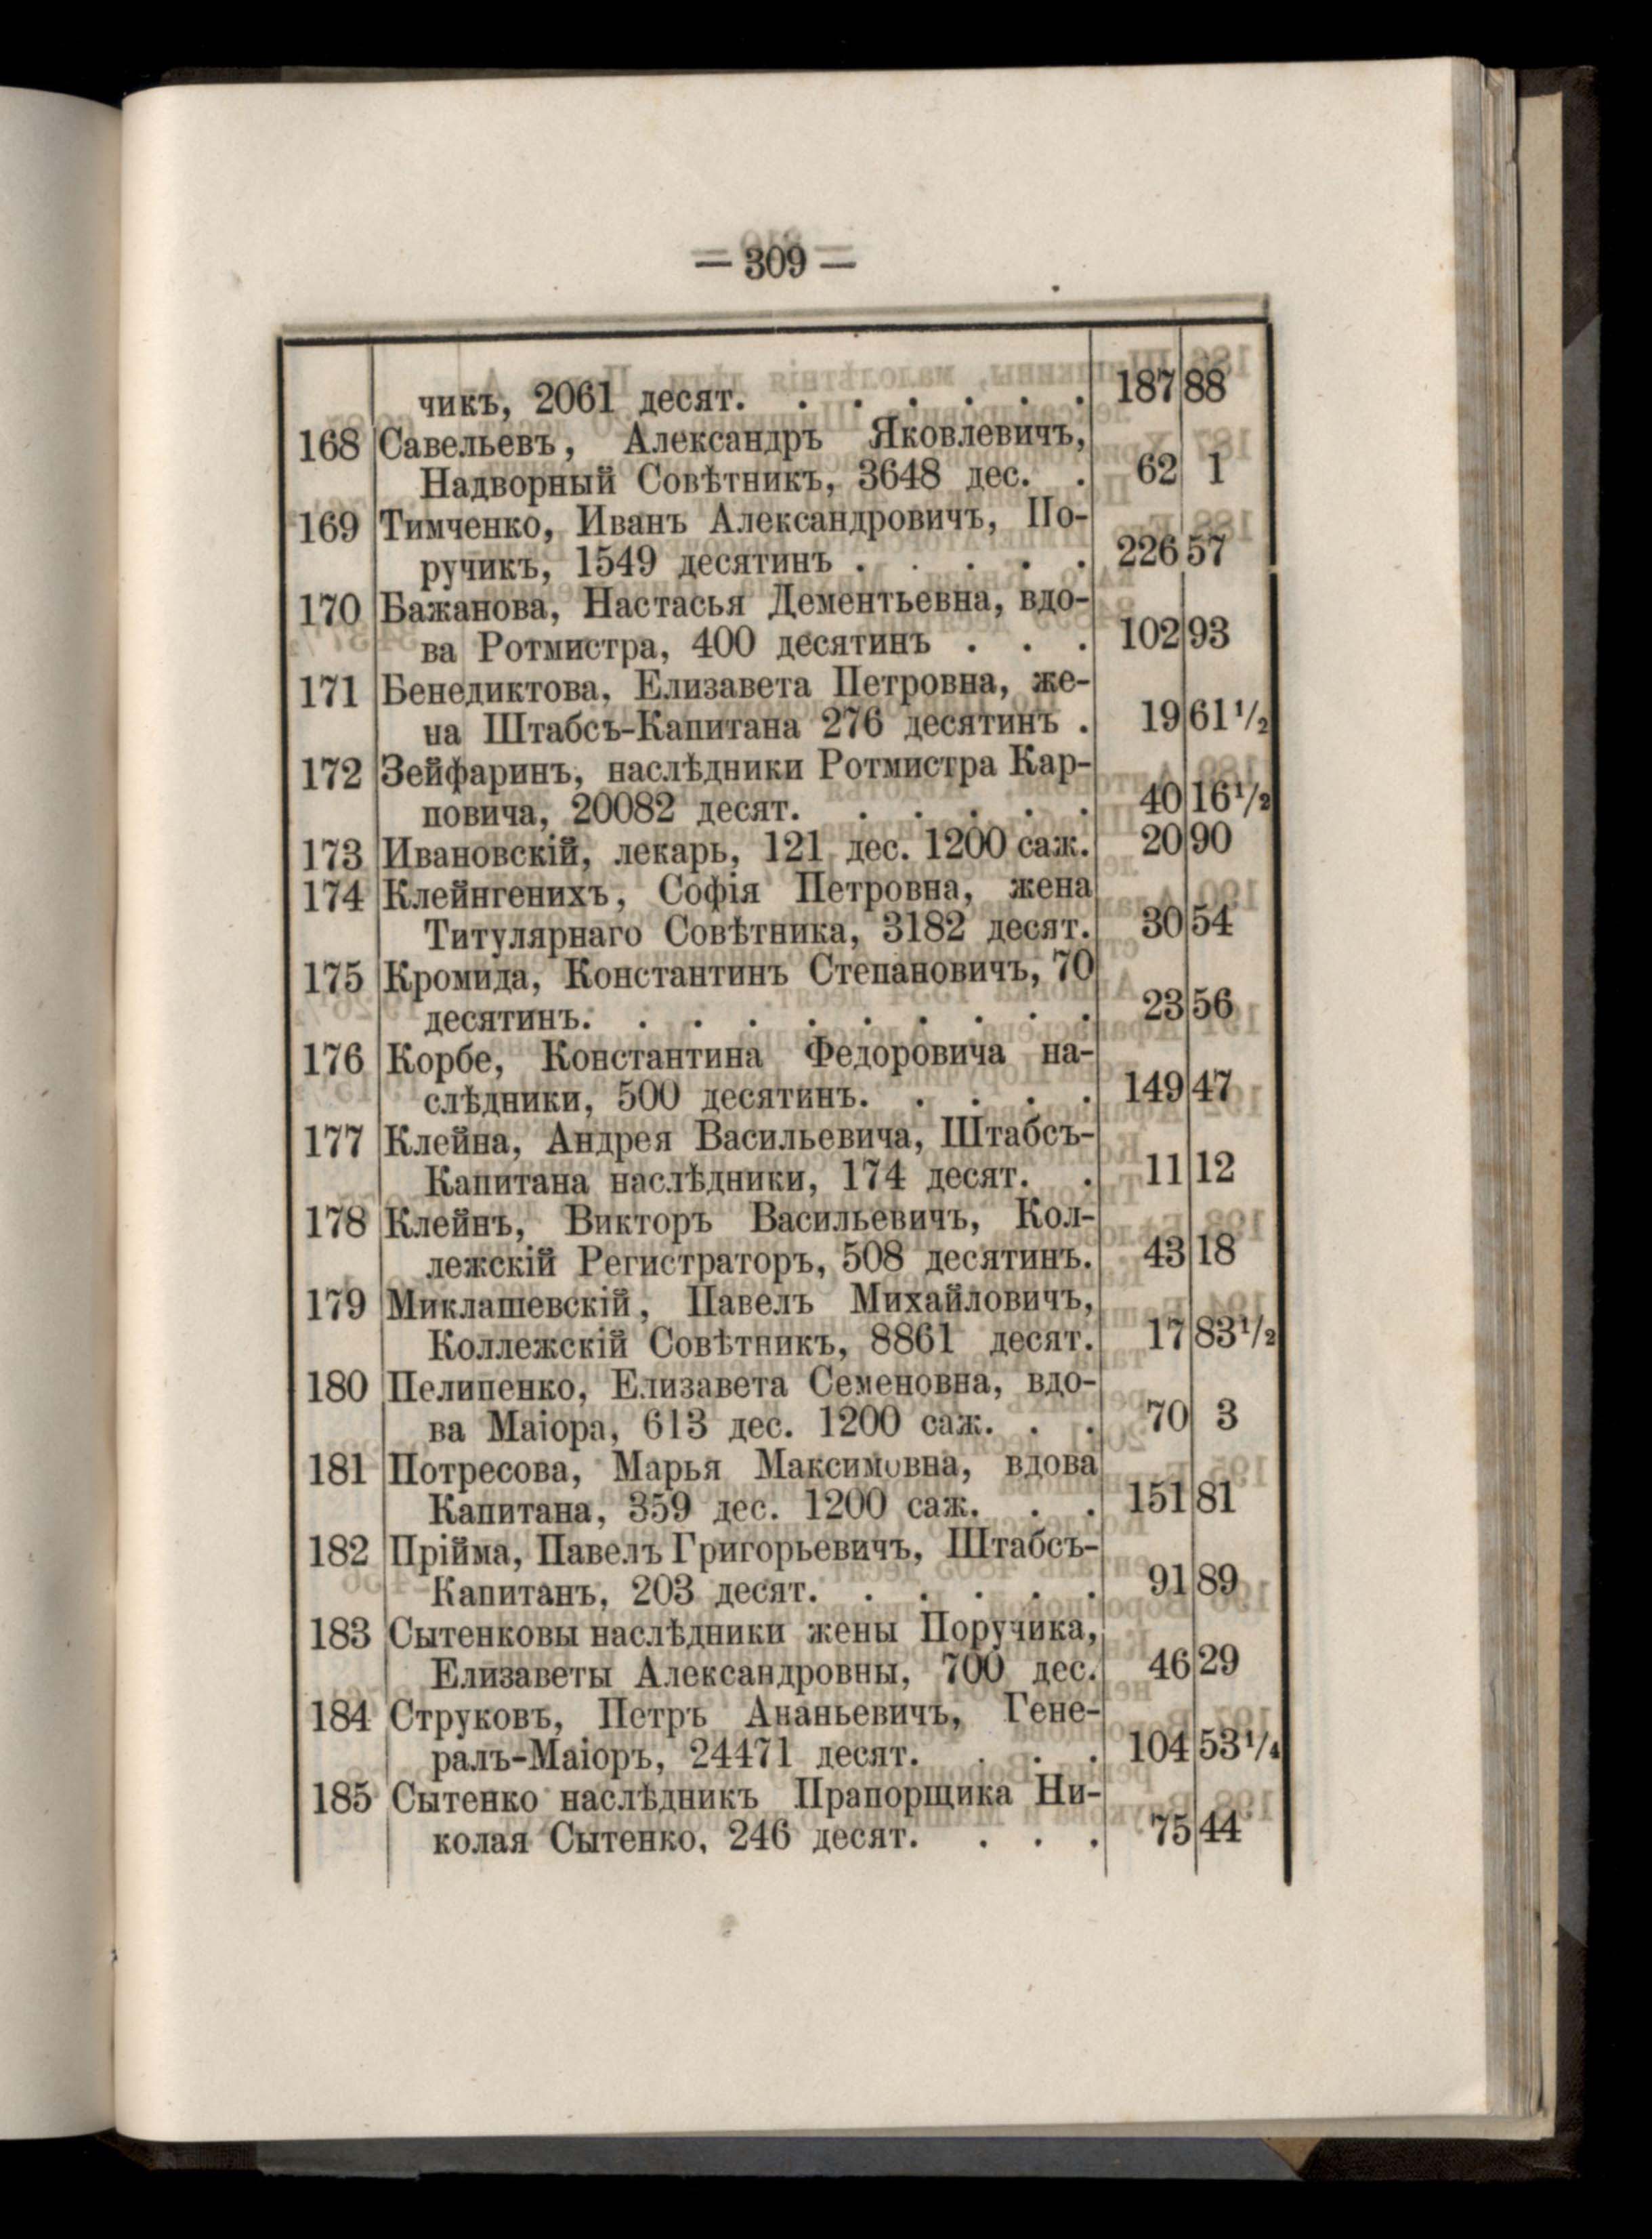 = 309 =
чикъ, 2061 десят. . . . . . . 187 88
168 Савельевъ, Александръ Яковлевичъ,
Надворный Совѣтникъ, 3648 дес. . 62 1
169 Тимченко, Иванъ Александровичъ, По-
ручикъ, 1549 десятинъ . . . . . 226 57
170 Бажанова, Настасья Дементьевна, вдо-
ва Ротмистра, 400 десятинъ . . . 102 93
171 Бенедиктова, Елизавета Петровна, же-
на Штабсъ-Капитана 276 десятинъ . 19 61 1/2
172 Зейфаринъ, наслѣдники Ротмистра Кар-
повича, 20082 десят. . . . . . 40 16 1/2
173 Ивановскій, лекарь, 121 дес. 1200 саж. 20 90
174 Клейнгенихъ, Софія Петровна, жена
Титулярнаго Совѣтника, 3182 десят. 30 54
175 Кромида, Константинъ Степановичъ, 70
десятинъ. . . . . . . . . . 23 56
176 Корбе, Константина Федоровича на-
слѣдники, 500 десятинъ. . . . . 149 47
177 Клейна, Андрея Васильевича, Штабсъ-
Капитана наслѣдники, 174 десят. . 11 12
178 Клейнъ, Викторъ Васильевичъ, Кол-
лежскій Регистраторъ, 508 десятинъ. 43 18
179 Миклашевскій, Павелъ Михайловичъ,
Коллежскій Совѣтникъ, 8861 десят. 17 83 1/2
180 Пелипенко, Елизавета Семеновна, вдо-
ва Маіора, 613 дес. 1200 саж. . . 70 3
181 Потресова, Марья Максимовна, вдова
Капитана, 359 дес. 1200 саж. . . 151 81
182 Прійма, Павелъ Григорьевичъ, Штабсъ-
Капитанъ, 203 десят. . . . . . 91 89
183 Сытенковы наслѣдники жены Поручика,
Елизаветы Александровны, 700 дес. 46 29
184 Струковъ, Петръ Ананьевичъ, Гене-
ралъ-Маіоръ, 24471 десят. . . . 104 53 1/4
185 Сытенко наслѣдникъ Прапорщика Ни-
колая Сытенко, 246 десят. . . . 75 44